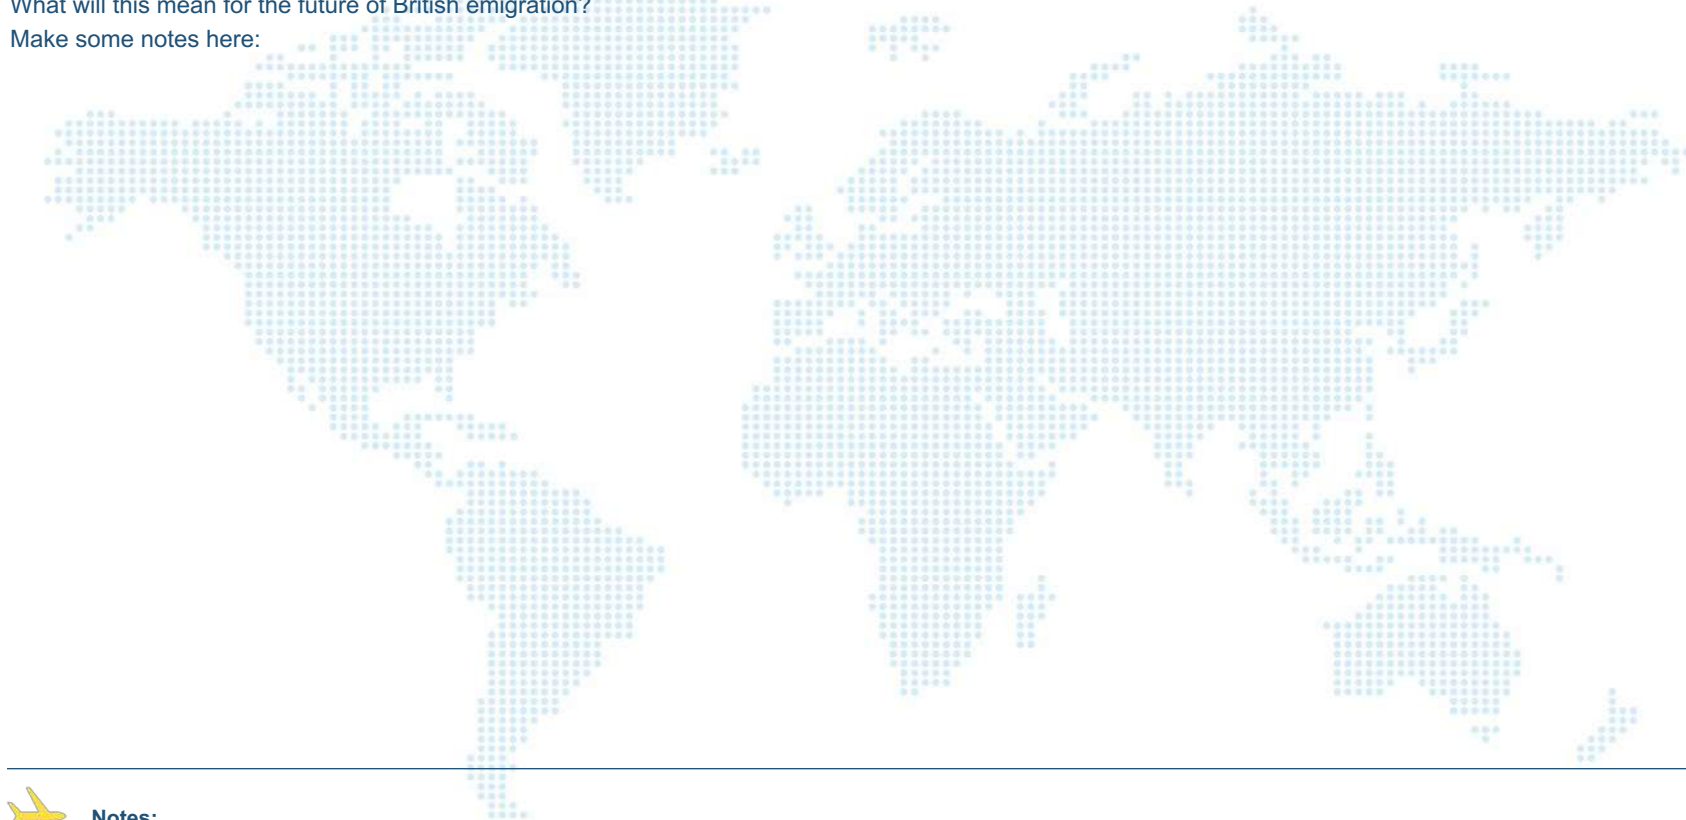 What will this mean for the future of British emigration?
Make some notes here:
Notes: